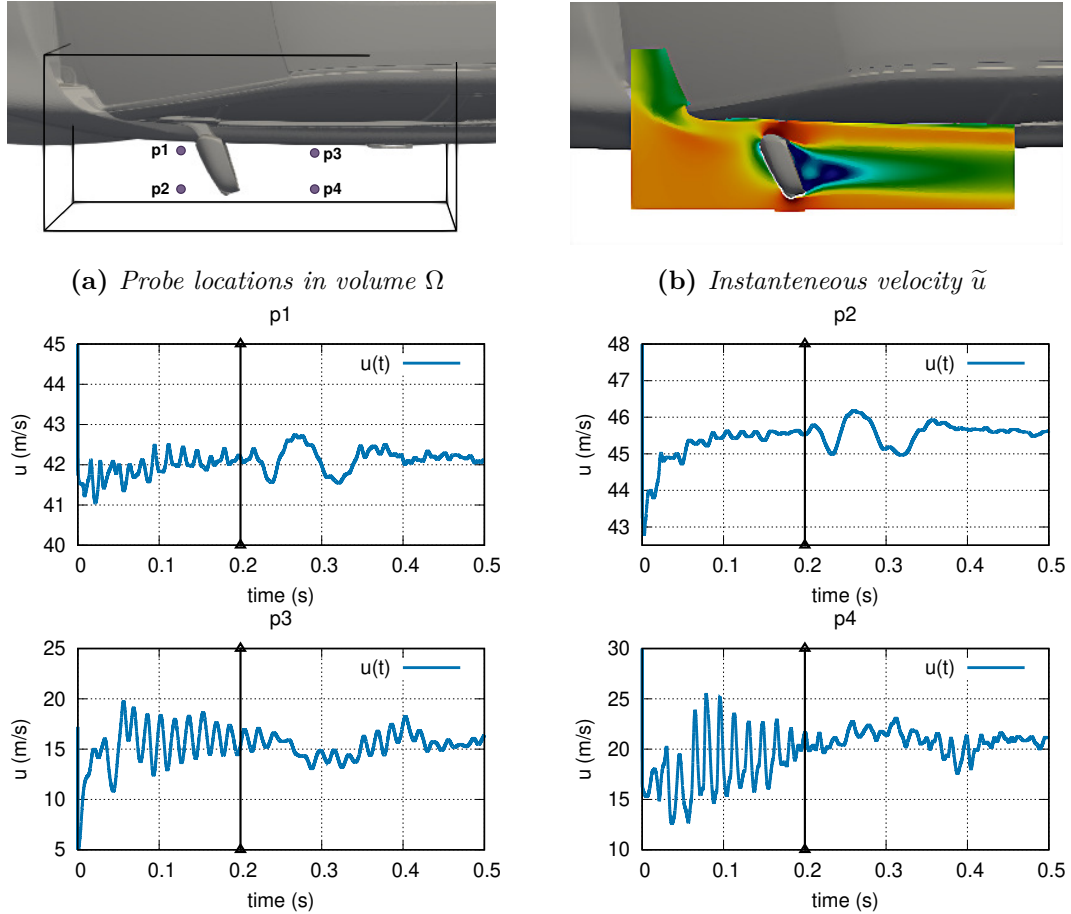 p1
p3
p2
p4
(a) Probe locations in volume Ω
(b) Instanteneous velocity ũ
p1
45
44
43
42
41
40
u (m/s)
u(t)
0 0.1 0.2 0.3 0.4 0.5
time (s)
p2
48
47
46
45
44
43
u (m/s)
u(t)
0 0.1 0.2 0.3 0.4 0.5
time (s)
p3
25
20
15
10
5
u (m/s)
u(t)
0 0.1 0.2 0.3 0.4 0.5
time (s)
p4
30
25
20
15
10
u (m/s)
u(t)
0 0.1 0.2 0.3 0.4 0.5
time (s)